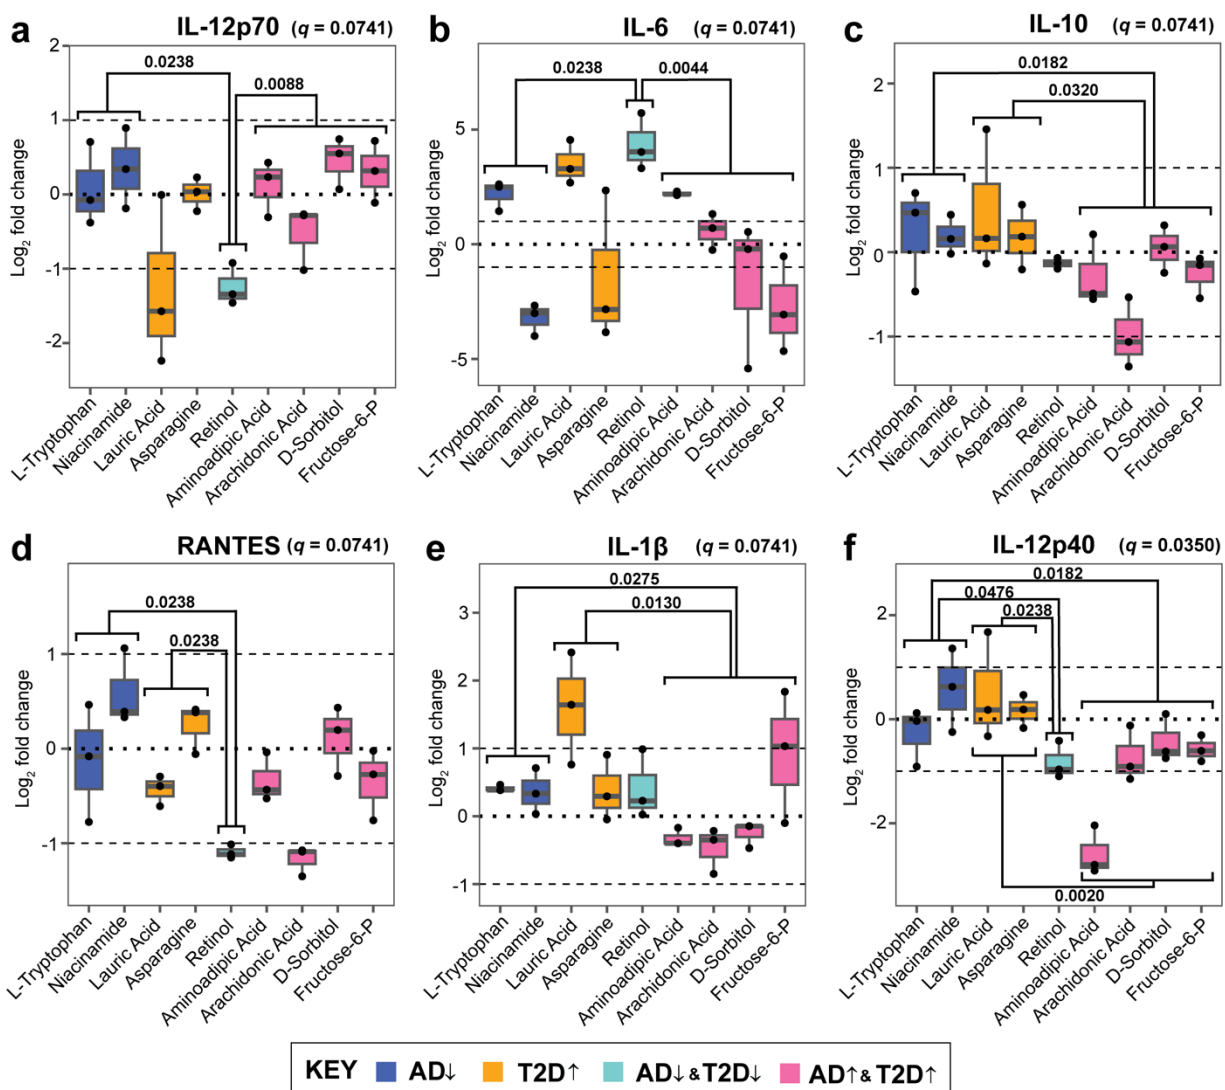 a IL-12p70 (q = 0.0741)
Log2 fold change
2
1
0
-1
-2
0.0238
0.0088
L-Tryptophan
Niacinamide
Lauric Acid
Asparagine
Retinol
Aminoadipic Acid
Arachidonic Acid
D-Sorbitol
Fructose-6-P
b IL-6 (q = 0.0741)
Log2 fold change
5
0
-5
0.0238
0.0044
L-Tryptophan
Niacinamide
Lauric Acid
Asparagine
Retinol
Aminoadipic Acid
Arachidonic Acid
D-Sorbitol
Fructose-6-P
c IL-10 (q = 0.0741)
Log2 fold change
2
1
0
-1
0.0182
0.0320
L-Tryptophan
Niacinamide
Lauric Acid
Asparagine
Retinol
Aminoadipic Acid
Arachidonic Acid
D-Sorbitol
Fructose-6-P
d RANTES (q = 0.0741)
Log2 fold change
1
0
-1
0.0238
0.0238
L-Tryptophan
Niacinamide
Lauric Acid
Asparagine
Retinol
Aminoadipic Acid
Arachidonic Acid
D-Sorbitol
Fructose-6-P
e IL-1β (q = 0.0741)
Log2 fold change
3
2
1
0
-1
0.0275
0.0130
L-Tryptophan
Niacinamide
Lauric Acid
Asparagine
Retinol
Aminoadipic Acid
Arachidonic Acid
D-Sorbitol
Fructose-6-P
f IL-12p40 (q = 0.0350)
Log2 fold change
2
0
-2
0.0182
0.0476
0.0238
0.0020
L-Tryptophan
Niacinamide
Lauric Acid
Asparagine
Retinol
Aminoadipic Acid
Arachidonic Acid
D-Sorbitol
Fructose-6-P
KEY AD↓ T2D↑ AD↓&T2D↓ AD↑&T2D↑